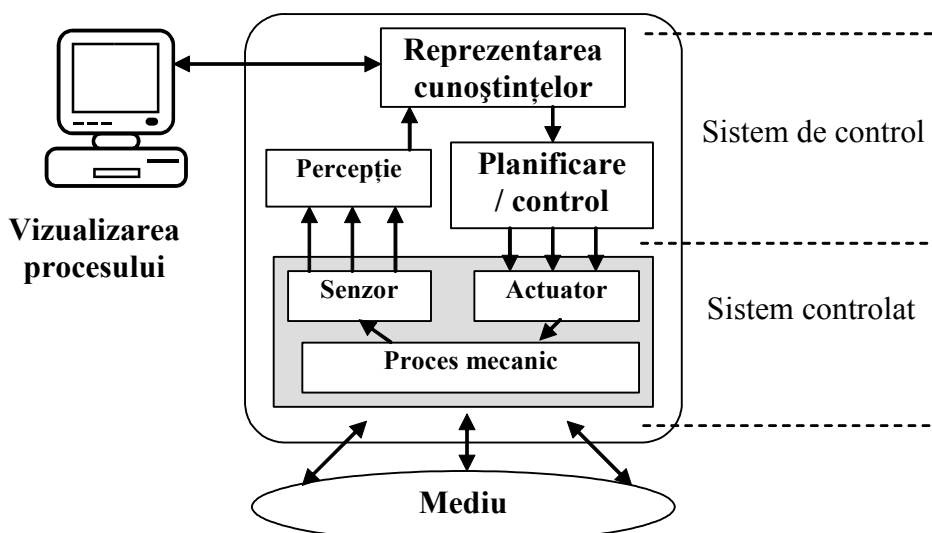 Reprezentarea
cunoştinţelor
Sistem de control
Percepţie
Planificare
/ control
Vizualizarea
procesului
Senzor
Actuator
Sistem controlat
Proces mecanic
Mediu